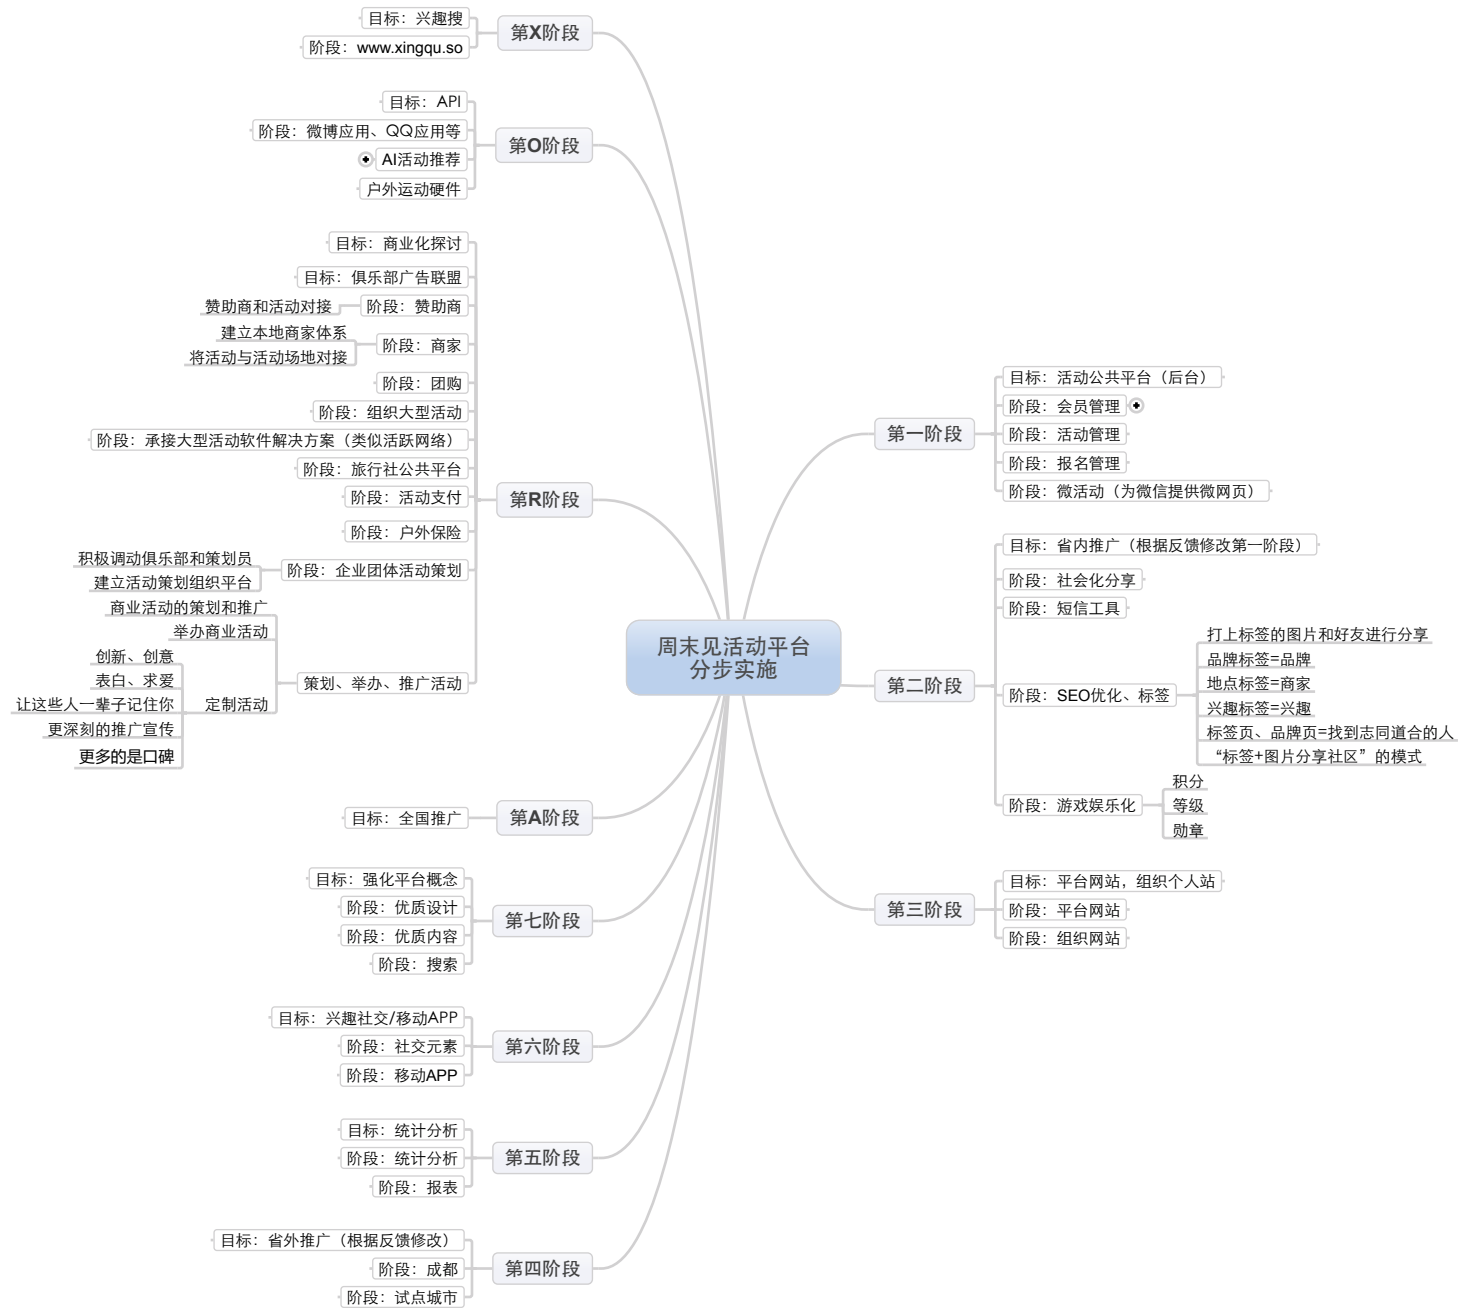 周末见活动平台
分步实施
第一阶段
目标：活动公共平台（后台）
阶段：会员管理
阶段：活动管理
阶段：报名管理
阶段：微活动（为微信提供微网页）
第二阶段
目标：省内推广（根据反馈修改第一阶段）
阶段：社会化分享
阶段：短信工具
阶段：SEO优化、标签
打上标签的图片和好友进行分享
品牌标签=品牌
地点标签=商家
兴趣标签=兴趣
标签页、品牌页=找到志同道合的人
“标签+图片分享社区”的模式
阶段：游戏娱乐化
积分
等级
勋章
第三阶段
目标：平台网站，组织个人站
阶段：平台网站
阶段：组织网站
第四阶段
目标：省外推广（根据反馈修改）
阶段：成都
阶段：试点城市
第五阶段
目标：统计分析
阶段：统计分析
阶段：报表
第六阶段
目标：兴趣社交/移动APP
阶段：社交元素
阶段：移动APP
第七阶段
目标：强化平台概念
阶段：优质设计
阶段：优质内容
阶段：搜索
第A阶段
目标：全国推广
第R阶段
目标：商业化探讨
目标：俱乐部广告联盟
阶段：赞助商
赞助商和活动对接
阶段：商家
建立本地商家体系
将活动与活动场地对接
阶段：团购
阶段：组织大型活动
阶段：承接大型活动软件解决方案（类似活跃网络）
阶段：旅行社公共平台
阶段：活动支付
阶段：户外保险
阶段：企业团体活动策划
积极调动俱乐部和策划员
建立活动策划组织平台
策划、举办、推广活动
商业活动的策划和推广
举办商业活动
定制活动
创新、创意
表白、求爱
让这些人一辈子记住你
更深刻的推广宣传
更多的是口碑
第O阶段
目标：API
阶段：微博应用、QQ应用等
AI活动推荐
户外运动硬件
第X阶段
目标：兴趣搜
阶段：www.xingqu.so